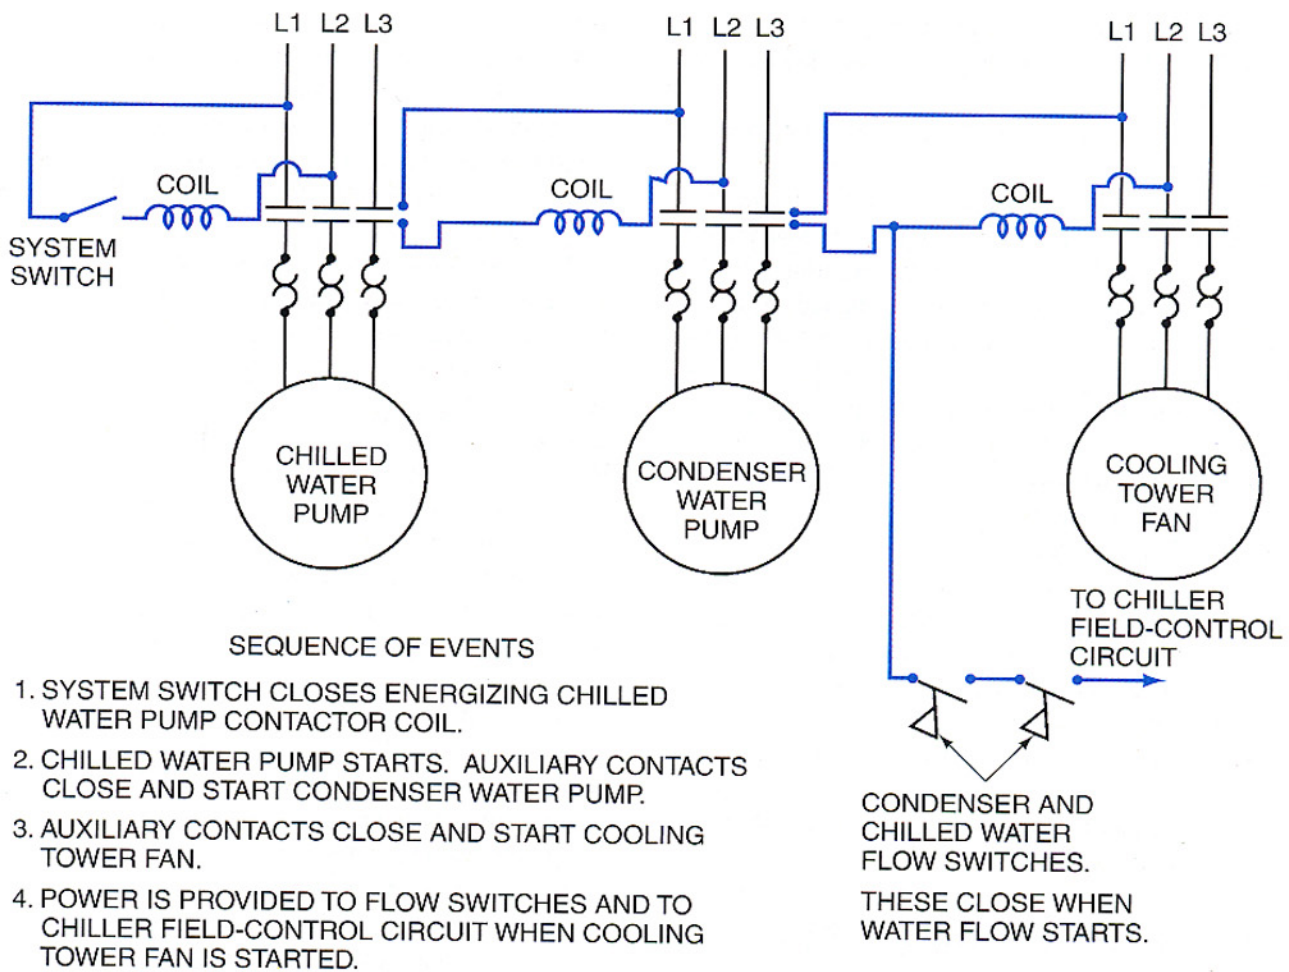 L1 L2 L3
L1 L2 L3
L1 L2 L3
COIL
COIL
COIL
SYSTEM
SWITCH
CHILLED
WATER
PUMP
CONDENSER
WATER
PUMP
COOLING
TOWER
FAN
TO CHILLER
FIELD-CONTROL
CIRCUIT
SEQUENCE OF EVENTS
1. SYSTEM SWITCH CLOSES ENERGIZING CHILLED
WATER PUMP CONTACTOR COIL.
2. CHILLED WATER PUMP STARTS. AUXILIARY CONTACTS
CLOSE AND START CONDENSER WATER PUMP.
3. AUXILIARY CONTACTS CLOSE AND START COOLING
TOWER FAN.
4. POWER IS PROVIDED TO FLOW SWITCHES AND TO
CHILLER FIELD-CONTROL CIRCUIT WHEN COOLING
TOWER FAN IS STARTED.
CONDENSER AND
CHILLED WATER
FLOW SWITCHES.
THESE CLOSE WHEN
WATER FLOW STARTS.